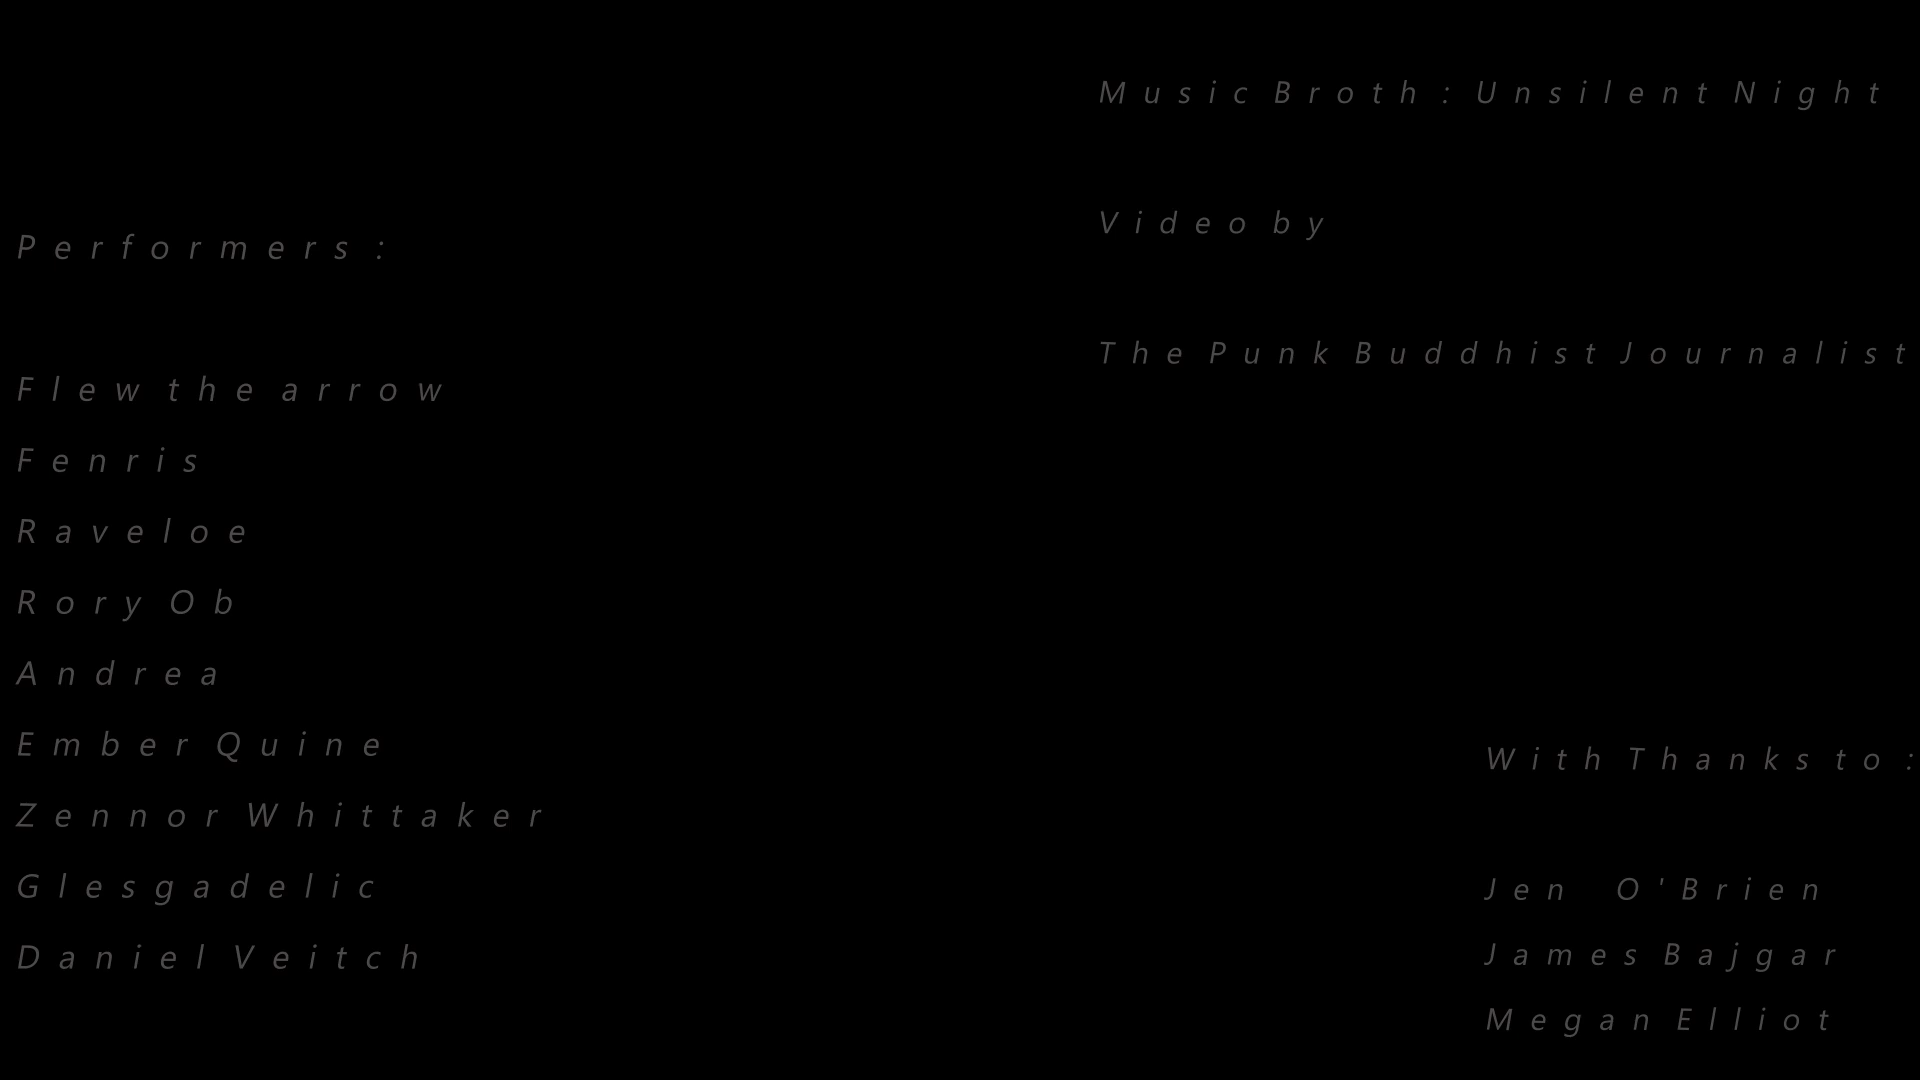 Music Broth : Unsilent Night
Video by
The Punk Buddhist Journalist
Performers :
Flew the arrow
Fenris
Raveloe
Rory Ob
Andrea
Ember Quine
Zennor Whittaker
Glesgadelic
Daniel Veitch
With Thanks to :
Jen O'Brien
James Bajgar
Megan Elliot